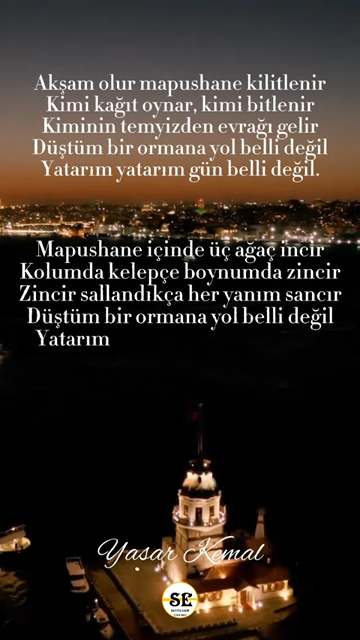 Akşam olur mapushane kilitlenir
Kimi kağıt oynar, kimi bitlenir
Kiminin temyizden evrağı gelir
Düştüm bir ormana yol belli değil
Yatarım yatarım gün belli değil.
Mapushane içinde üç ağaç incir
Kolumda kelepçe boynumda zincir
Zincir sallandıkça her yanım sancır
Düştüm bir ormana yol belli değil
Yatarım
Yaşar Kemal
SE